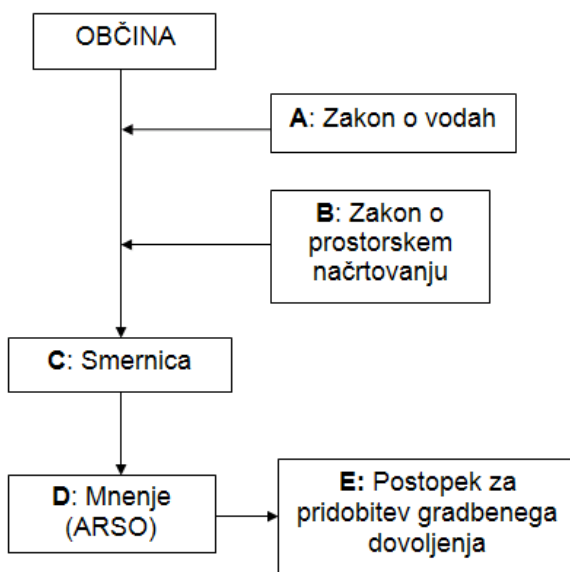 OBČINA
A: Zakon o vodah
B: Zakon o
prostorskem
načrtovanju
C: Smernica
D: Mnenje
(ARSO)
E: Postopek za
pridobitev gradbenega
dovoljenja